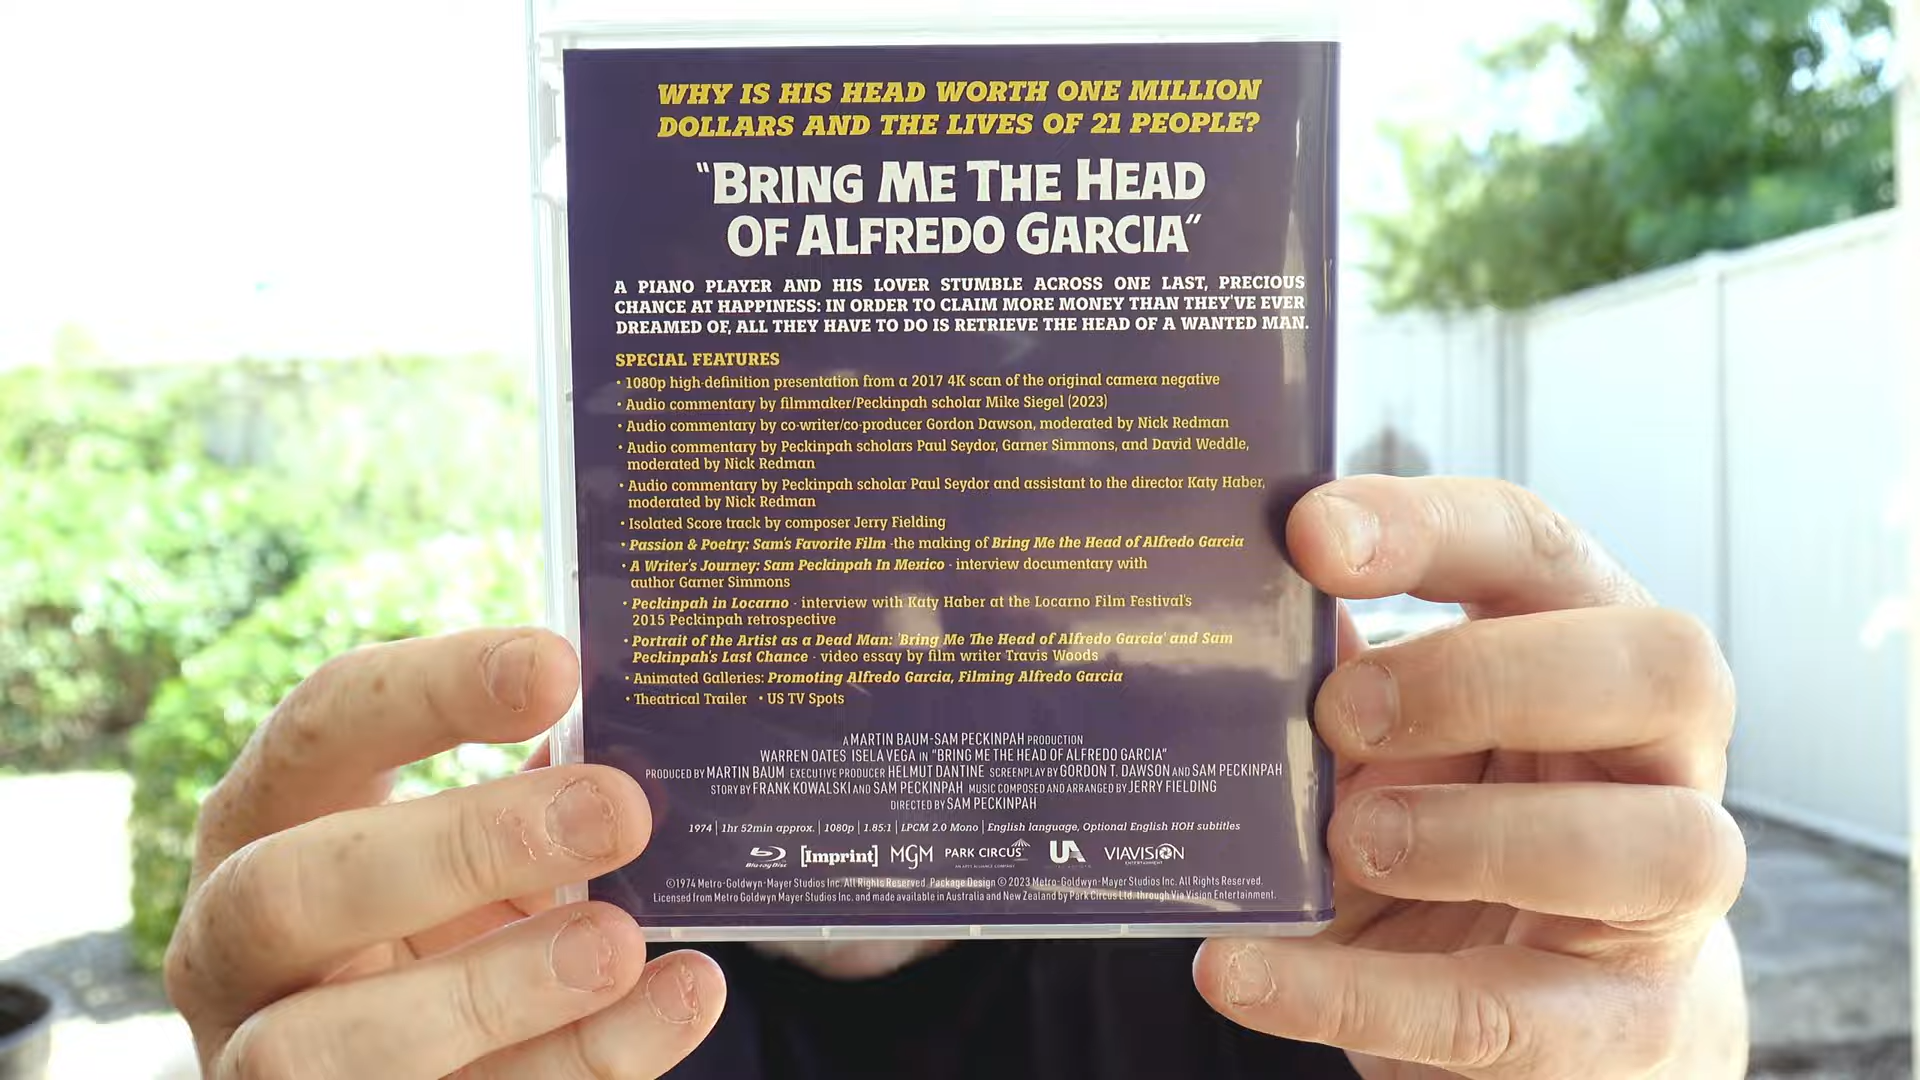 WHY IS HIS HEAD WORTH ONE MILLION
DOLLARS AND THE LIVES OF 21 PEOPLE?
"BRING ME THE HEAD
OF ALFREDO GARCIA"
A PIANO PLAYER AND HIS LOVER STUMBLE ACROSS ONE LAST, PRECIOUS
CHANCE AT HAPPINESS: IN ORDER TO CLAIM MORE MONEY THAN THEY'VE EVER
DREAMED OF, ALL THEY HAVE TO DO IS RETRIEVE THE HEAD OF A WANTED MAN.
SPECIAL FEATURES
• 1080p high-definition presentation from a 2017 4K scan of the original camera negative
• Audio commentary by filmmaker/Peckinpah scholar Mike Siegel (2023)
• Audio commentary by co-writer/co-producer Gordon Dawson, moderated by Nick Redman
• Audio commentary by Peckinpah scholars Paul Seydor, Garner Simmons, and David Weddle,
moderated by Nick Redman
• Audio commentary by Peckinpah scholar Paul Seydor and assistant to the director Katy Haber,
moderated by Nick Redman
• Isolated Score track by composer Jerry Fielding
• Passion & Poetry: Sam's Favorite Film -the making of Bring Me the Head of Alfredo Garcia
• A Writer's Journey: Sam Peckinpah In Mexico - interview documentary with
author Garner Simmons
• Peckinpah in Locarno - interview with Katy Haber at the Locarno Film Festival's
2015 Peckinpah retrospective
• Portrait of the Artist as a Dead Man: 'Bring Me The Head of Alfredo Garcia' and Sam
Peckinpah's Last Chance - video essay by film writer Travis Woods
• Animated Galleries: Promoting Alfredo Garcia, Filming Alfredo Garcia
• Theatrical Trailer • US TV Spots
A MARTIN BAUM-SAM PECKINPAH PRODUCTION
WARREN OATES ISELA VEGA IN "BRING ME THE HEAD OF ALFREDO GARCIA"
PRODUCED BY MARTIN BAUM EXECUTIVE PRODUCER HELMUT DANTINE SCREENPLAY BY GORDON T. DAWSON AND SAM PECKINPAH
STORY BY FRANK KOWALSKI AND SAM PECKINPAH MUSIC COMPOSED AND ARRANGED BY JERRY FIELDING
DIRECTED BY SAM PECKINPAH
1974 | 1hr 52min approx. | 1080p | 1.85:1 | LPCM 2.0 Mono | English language, Optional English HOH subtitles
Blu-ray Disc [Imprint] MGM PARK CIRCUS UA VIAVISION
AN ARTS ALLIANCE COMPANY ENTERTAINMENT
©1974 Metro-Goldwyn-Mayer Studios Inc. All Rights Reserved. Package Design © 2023 Metro-Goldwyn-Mayer Studios Inc. All Rights Reserved.
Licensed from Metro Goldwyn Mayer Studios Inc. and made available in Australia and New Zealand by Park Circus Ltd. through Via Vision Entertainment.